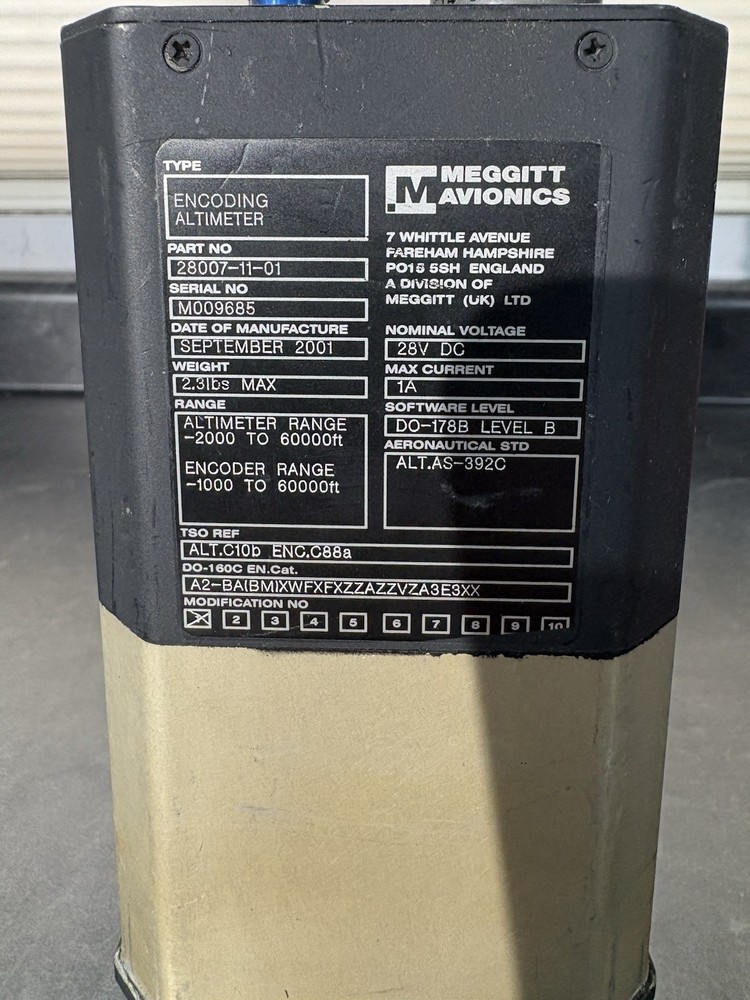 TYPE
ENCODING
ALTIMETER
PART NO
28007-11-01
SERIAL NO
M009685
DATE OF MANUFACTURE
SEPTEMBER 2001
WEIGHT
2.3lbs MAX
RANGE
ALTIMETER RANGE
-2000 TO 60000ft
ENCODER RANGE
-1000 TO 60000ft
M MEGGITT
AVIONICS
7 WHITTLE AVENUE
FAREHAM HAMPSHIRE
PO15 5SH ENGLAND
A DIVISION OF
MEGGITT (UK) LTD
NOMINAL VOLTAGE
28V DC
MAX CURRENT
1A
SOFTWARE LEVEL
DO-178B LEVEL B
AERONAUTICAL STD
ALT.AS-392C
TSO REF
ALT.C10b ENC.C88a
DO-160C EN.Cat.
A2-BA(BM)XWFXFXZZAZZVZA3E3XX
MODIFICATION NO
2 3 4 5 6 7 8 9 10